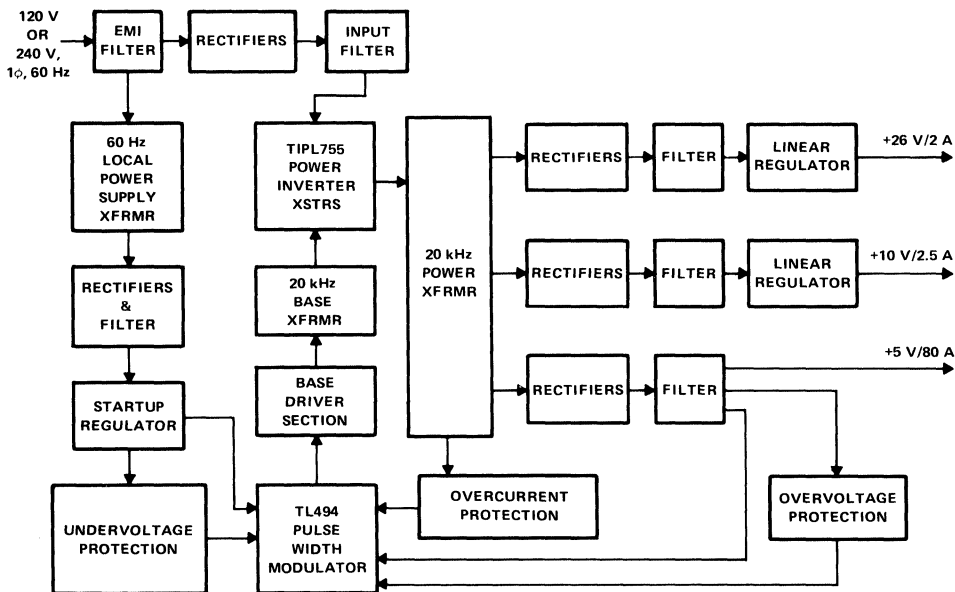 120 V
OR
240 V,
1ϕ, 60 Hz
EMI
FILTER
RECTIFIERS
INPUT
FILTER
60 Hz
LOCAL
POWER
SUPPLY
XFRMR
TIPL755
POWER
INVERTER
XSTRS
20 kHz
POWER
XFRMR
RECTIFIERS
FILTER
LINEAR
REGULATOR
+26 V/2 A
RECTIFIERS
FILTER
LINEAR
REGULATOR
+10 V/2.5 A
RECTIFIERS
&
FILTER
20 kHz
BASE
XFRMR
RECTIFIERS
FILTER
+5 V/80 A
STARTUP
REGULATOR
BASE
DRIVER
SECTION
UNDERVOLTAGE
PROTECTION
TL494
PULSE
WIDTH
MODULATOR
OVERCURRENT
PROTECTION
OVERVOLTAGE
PROTECTION